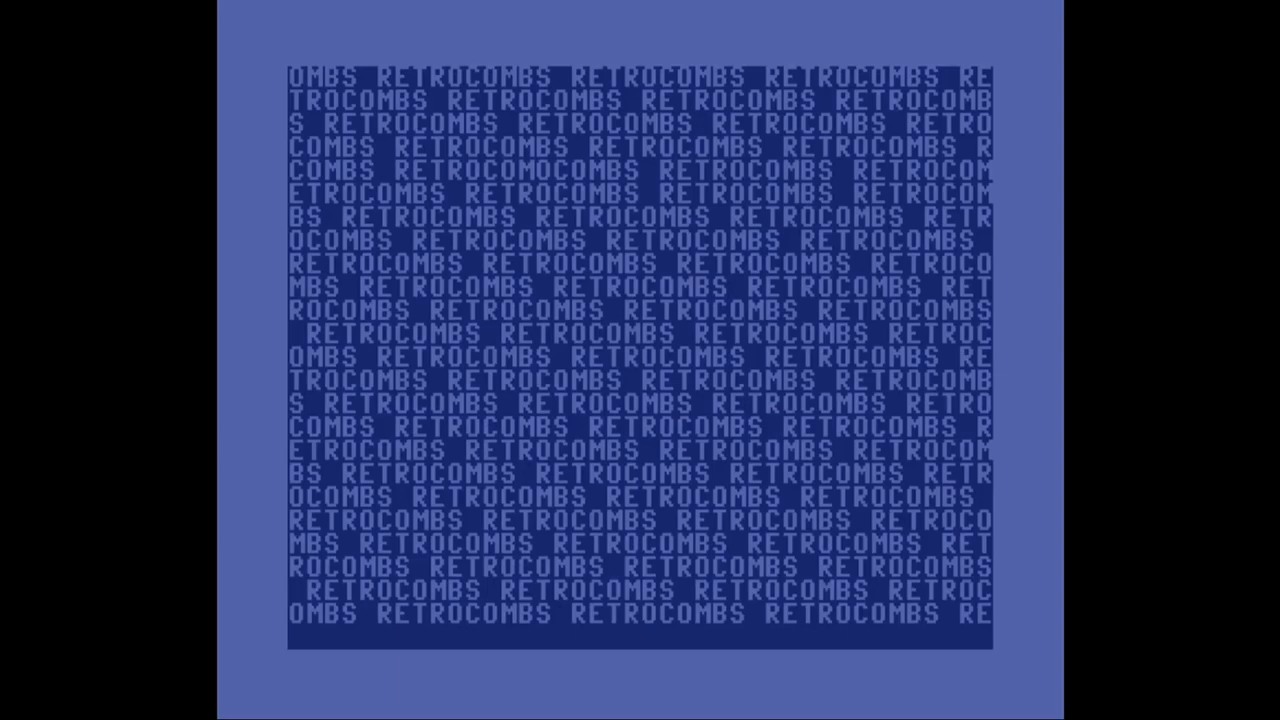 OMBS RETROCOMBS RETROCOMBS RETROCOMBS RE
TROCOMBS RETROCOMBS RETROCOMBS RETROCOMB
S RETROCOMBS RETROCOMBS RETROCOMBS RETRO
COMBS RETROCOMBS RETROCOMBS RETROCOMBS R
COMBS RETROCOMOCOMBS RETROCOMBS RETROCOM
ETROCOMBS RETROCOMBS RETROCOMBS RETROCOM
BS RETROCOMBS RETROCOMBS RETROCOMBS RETR
OCOMBS RETROCOMBS RETROCOMBS RETROCOMBS
RETROCOMBS RETROCOMBS RETROCOMBS RETROCO
MBS RETROCOMBS RETROCOMBS RETROCOMBS RET
ROCOMBS RETROCOMBS RETROCOMBS RETROCOMBS
RETROCOMBS RETROCOMBS RETROCOMBS RETROC
OMBS RETROCOMBS RETROCOMBS RETROCOMBS RE
TROCOMBS RETROCOMBS RETROCOMBS RETROCOMB
S RETROCOMBS RETROCOMBS RETROCOMBS RETRO
COMBS RETROCOMBS RETROCOMBS RETROCOMBS R
ETROCOMBS RETROCOMBS RETROCOMBS RETROCOM
BS RETROCOMBS RETROCOMBS RETROCOMBS RETR
OCOMBS RETROCOMBS RETROCOMBS RETROCOMBS
RETROCOMBS RETROCOMBS RETROCOMBS RETROCO
MBS RETROCOMBS RETROCOMBS RETROCOMBS RET
ROCOMBS RETROCOMBS RETROCOMBS RETROCOMBS
RETROCOMBS RETROCOMBS RETROCOMBS RETROC
OMBS RETROCOMBS RETROCOMBS RETROCOMBS RE